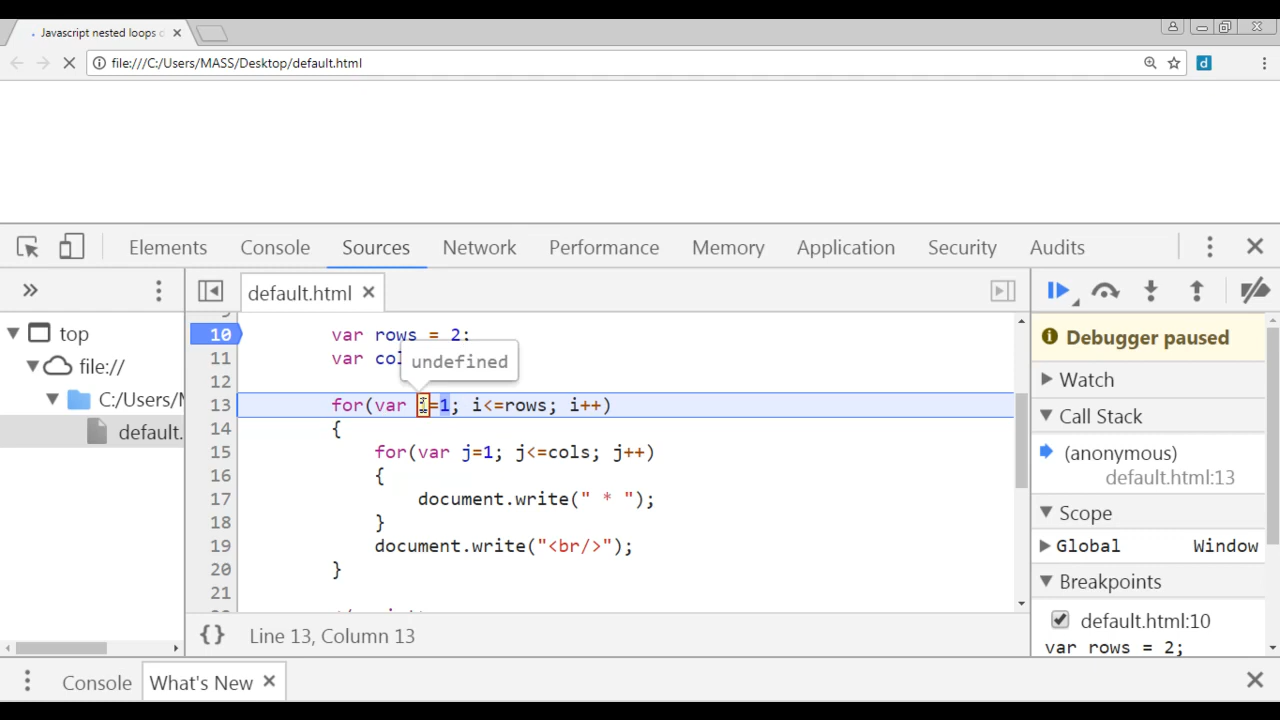 Javascript nested loops
file:///C:/Users/MASS/Desktop/default.html
d
Elements Console Sources Network Performance Memory Application Security Audits
default.html
top
file://
C:/Users/
default.
10 var rows = 2;
11 var col
undefined
12
13 for(var i=1; i<=rows; i++)
14 {
15 for(var j=1; j<=cols; j++)
16 {
17 document.write(" * ");
18 }
19 document.write("<br/>");
20 }
21
{} Line 13, Column 13
Debugger paused
Watch
Call Stack
(anonymous)
default.html:13
Scope
Global Window
Breakpoints
default.html:10
var rows = 2;
Console What's New